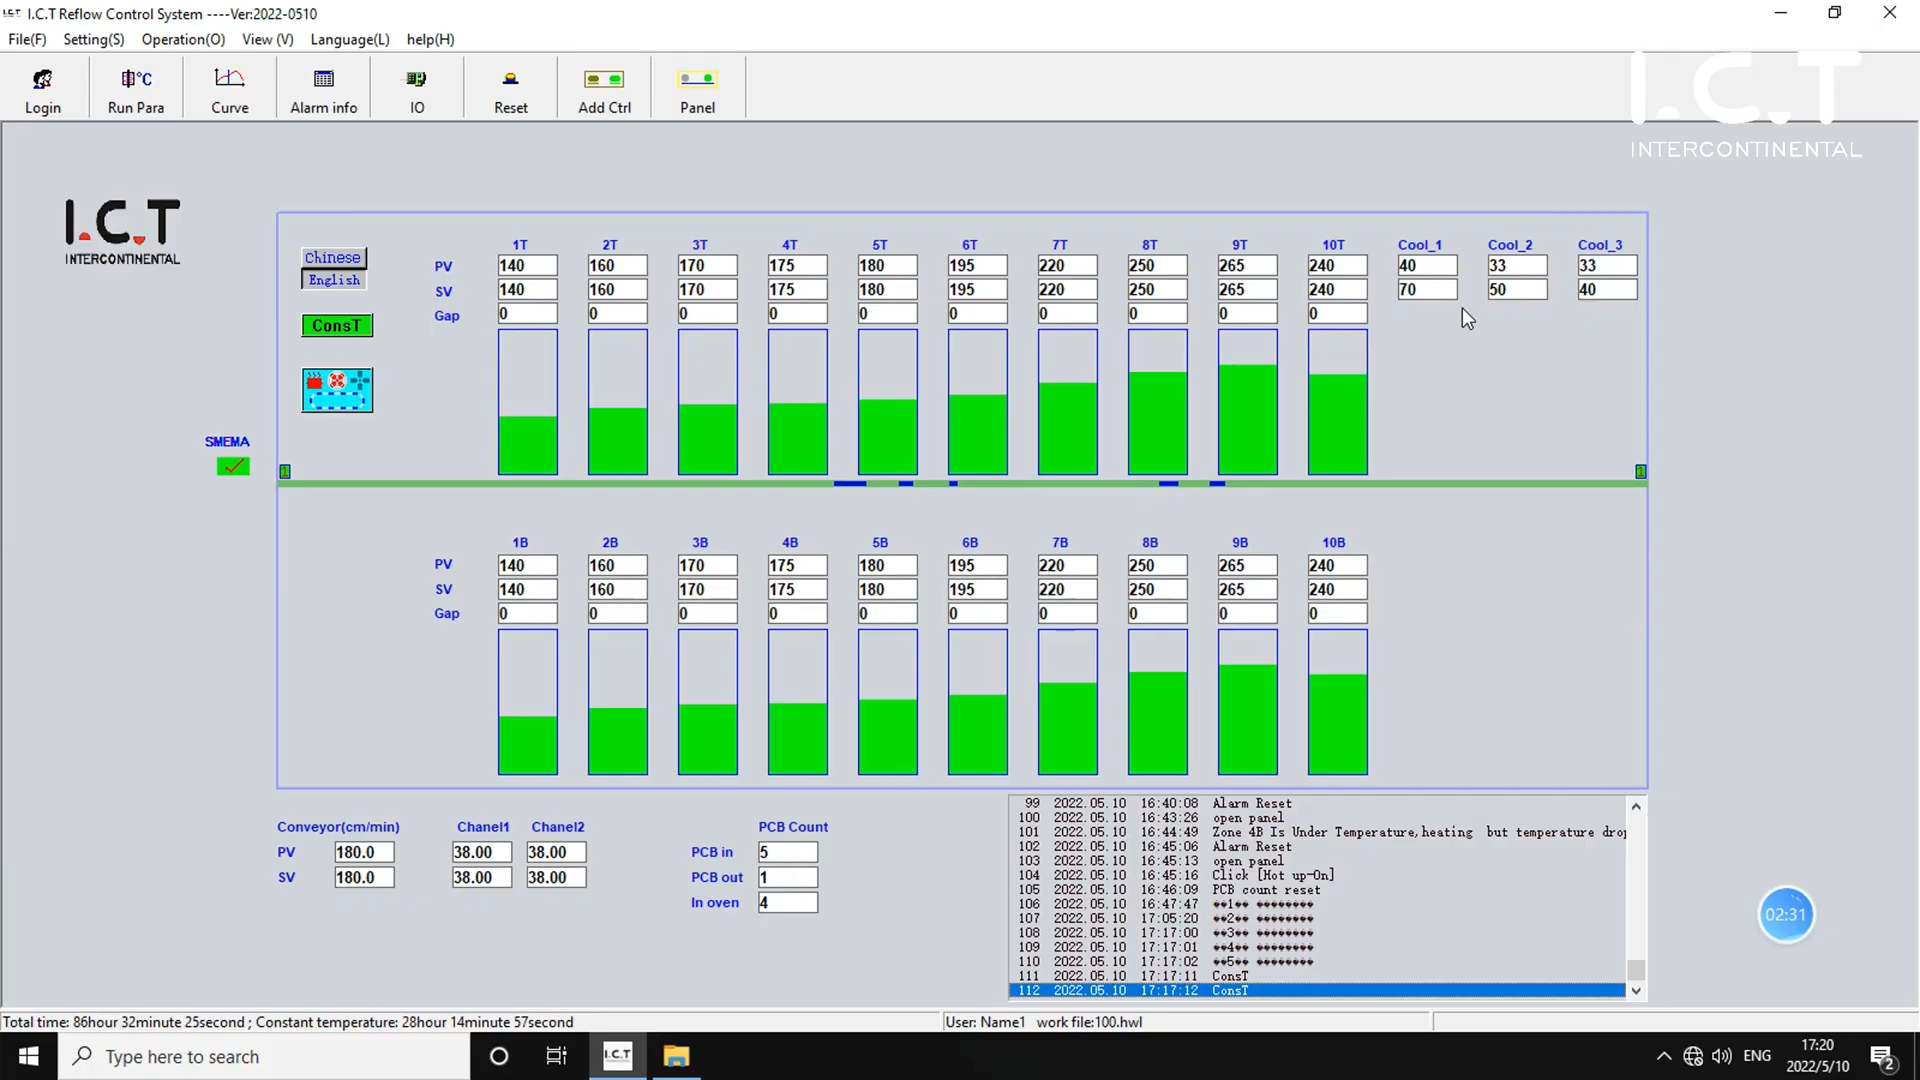 I.C.T Reflow Control System ----Ver:2022-0510
File(F) Setting(S) Operation(O) View (V) Language(L) help(H)
Login Run Para Curve Alarm info IO Reset Add Ctrl Panel
°C
I.C.T
INTERCONTINENTAL
I.C.T
INTERCONTINENTAL
Chinese
English
ConsT
SMEMA
1T 2T 3T 4T 5T 6T 7T 8T 9T 10T Cool_1 Cool_2 Cool_3
PV 140 160 170 175 180 195 220 250 265 240 40 33 33
SV 140 160 170 175 180 195 220 250 265 240 70 50 40
Gap 0 0 0 0 0 0 0 0 0 0
1 1
1B 2B 3B 4B 5B 6B 7B 8B 9B 10B
PV 140 160 170 175 180 195 220 250 265 240
SV 140 160 170 175 180 195 220 250 265 240
Gap 0 0 0 0 0 0 0 0 0 0
Conveyor(cm/min) Chanel1 Chanel2 PCB Count
PV 180.0 38.00 38.00 PCB in 5
SV 180.0 38.00 38.00 PCB out 1
In oven 4
99 2022.05.10 16:40:08 Alarm Reset
100 2022.05.10 16:43:26 open panel
101 2022.05.10 16:44:49 Zone 4B Is Under Temperature,heating but temperature drop
102 2022.05.10 16:45:06 Alarm Reset
103 2022.05.10 16:45:13 open panel
104 2022.05.10 16:45:16 Click [Hot up-On]
105 2022.05.10 16:46:09 PCB count reset
106 2022.05.10 16:47:47 ♦♦1♦♦ ♦♦♦♦♦♦♦♦
107 2022.05.10 17:05:20 ♦♦2♦♦ ♦♦♦♦♦♦♦♦
108 2022.05.10 17:17:00 ♦♦3♦♦ ♦♦♦♦♦♦♦♦
109 2022.05.10 17:17:01 ♦♦4♦♦ ♦♦♦♦♦♦♦♦
110 2022.05.10 17:17:02 ♦♦5♦♦ ♦♦♦♦♦♦♦♦
111 2022.05.10 17:17:11 ConsT
112 2022.05.10 17:17:12 ConsT
02:31
Total time: 86hour 32minute 25second ; Constant temperature: 28hour 14minute 57second
User: Name1 work file:100.hwl
Type here to search
I.C.T
ENG
17:20
2022/5/10
2